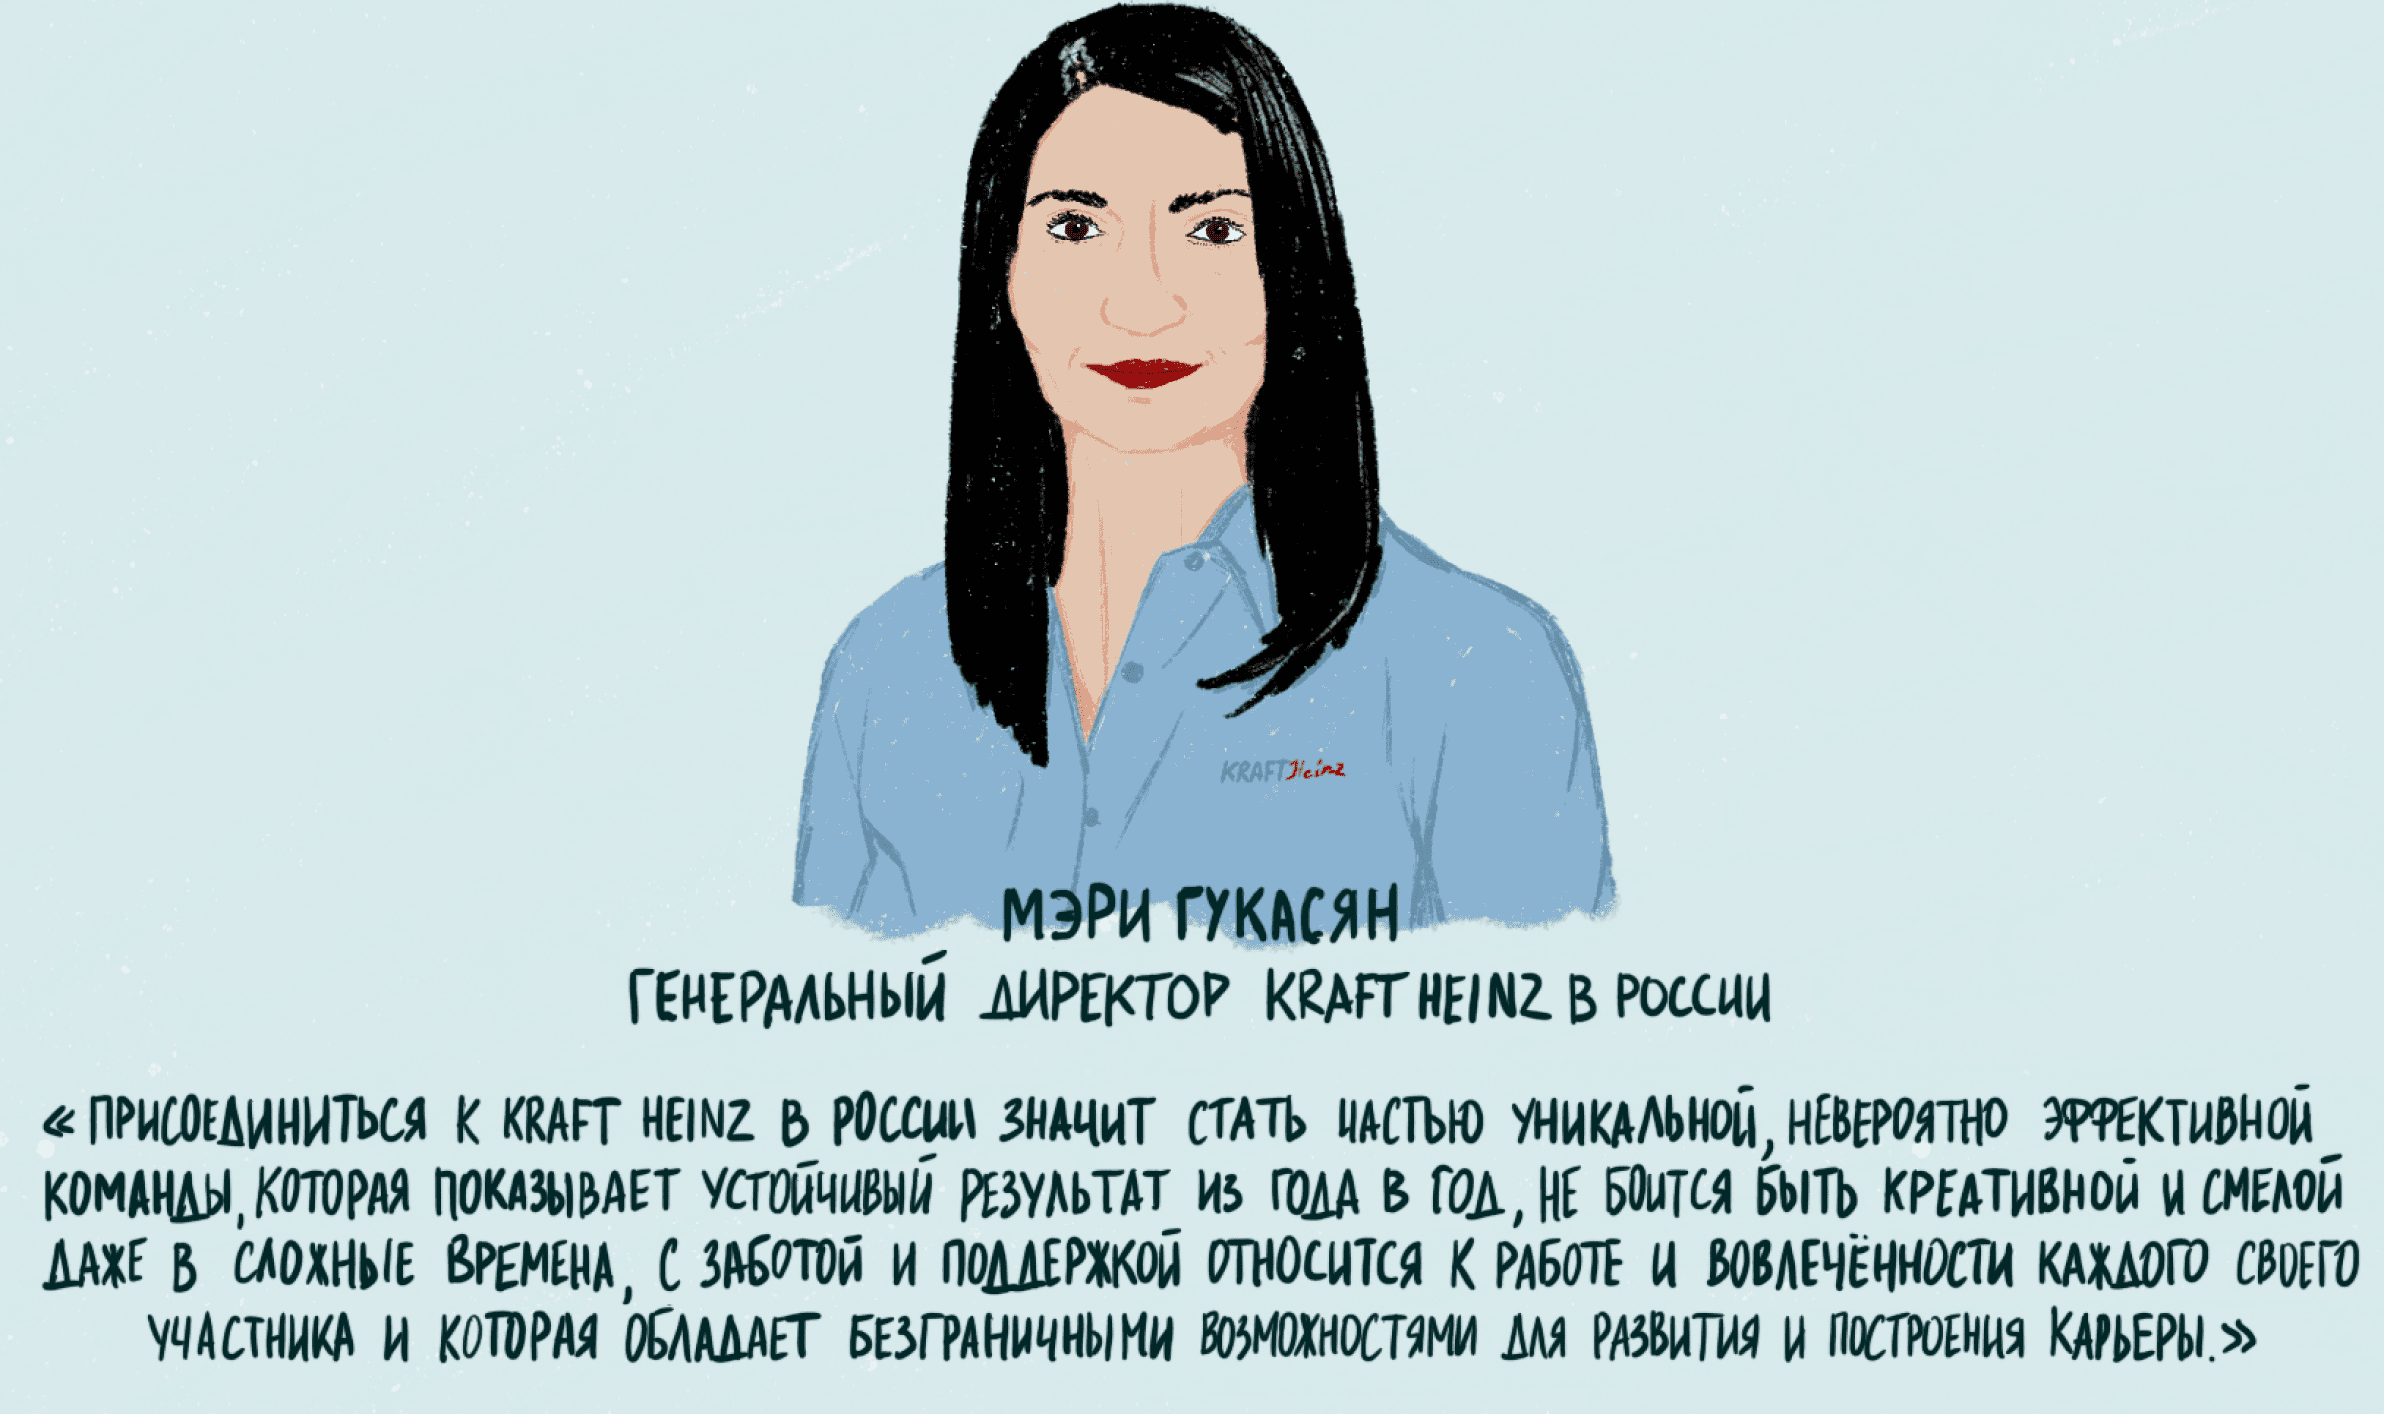 KRAFTHeinz
МЭРИ ГУКАСЯН
ГЕНЕРАЛЬНЫЙ ДИРЕКТОР KRAFT HEINZ В РОССИИ
«ПРИСОЕДИНИТЬСЯ К KRAFT HEINZ В РОССИИ ЗНАЧИТ СТАТЬ ЧАСТЬЮ УНИКАЛЬНОЙ, НЕВЕРОЯТНО ЭФФЕКТИВНОЙ
КОМАНДЫ, КОТОРАЯ ПОКАЗЫВАЕТ УСТОЙЧИВЫЙ РЕЗУЛЬТАТ ИЗ ГОДА В ГОД, НЕ БОИТСЯ БЫТЬ КРЕАТИВНОЙ И СМЕЛОЙ
ДАЖЕ В СЛОЖНЫЕ ВРЕМЕНА, С ЗАБОТОЙ И ПОДДЕРЖКОЙ ОТНОСИТСЯ К РАБОТЕ И ВОВЛЕЧЁННОСТИ КАЖДОГО СВОЕГО
УЧАСТНИКА И КОТОРАЯ ОБЛАДАЕТ БЕЗГРАНИЧНЫМИ ВОЗМОЖНОСТЯМИ ДЛЯ РАЗВИТИЯ И ПОСТРОЕНИЯ КАРЬЕРЫ.»